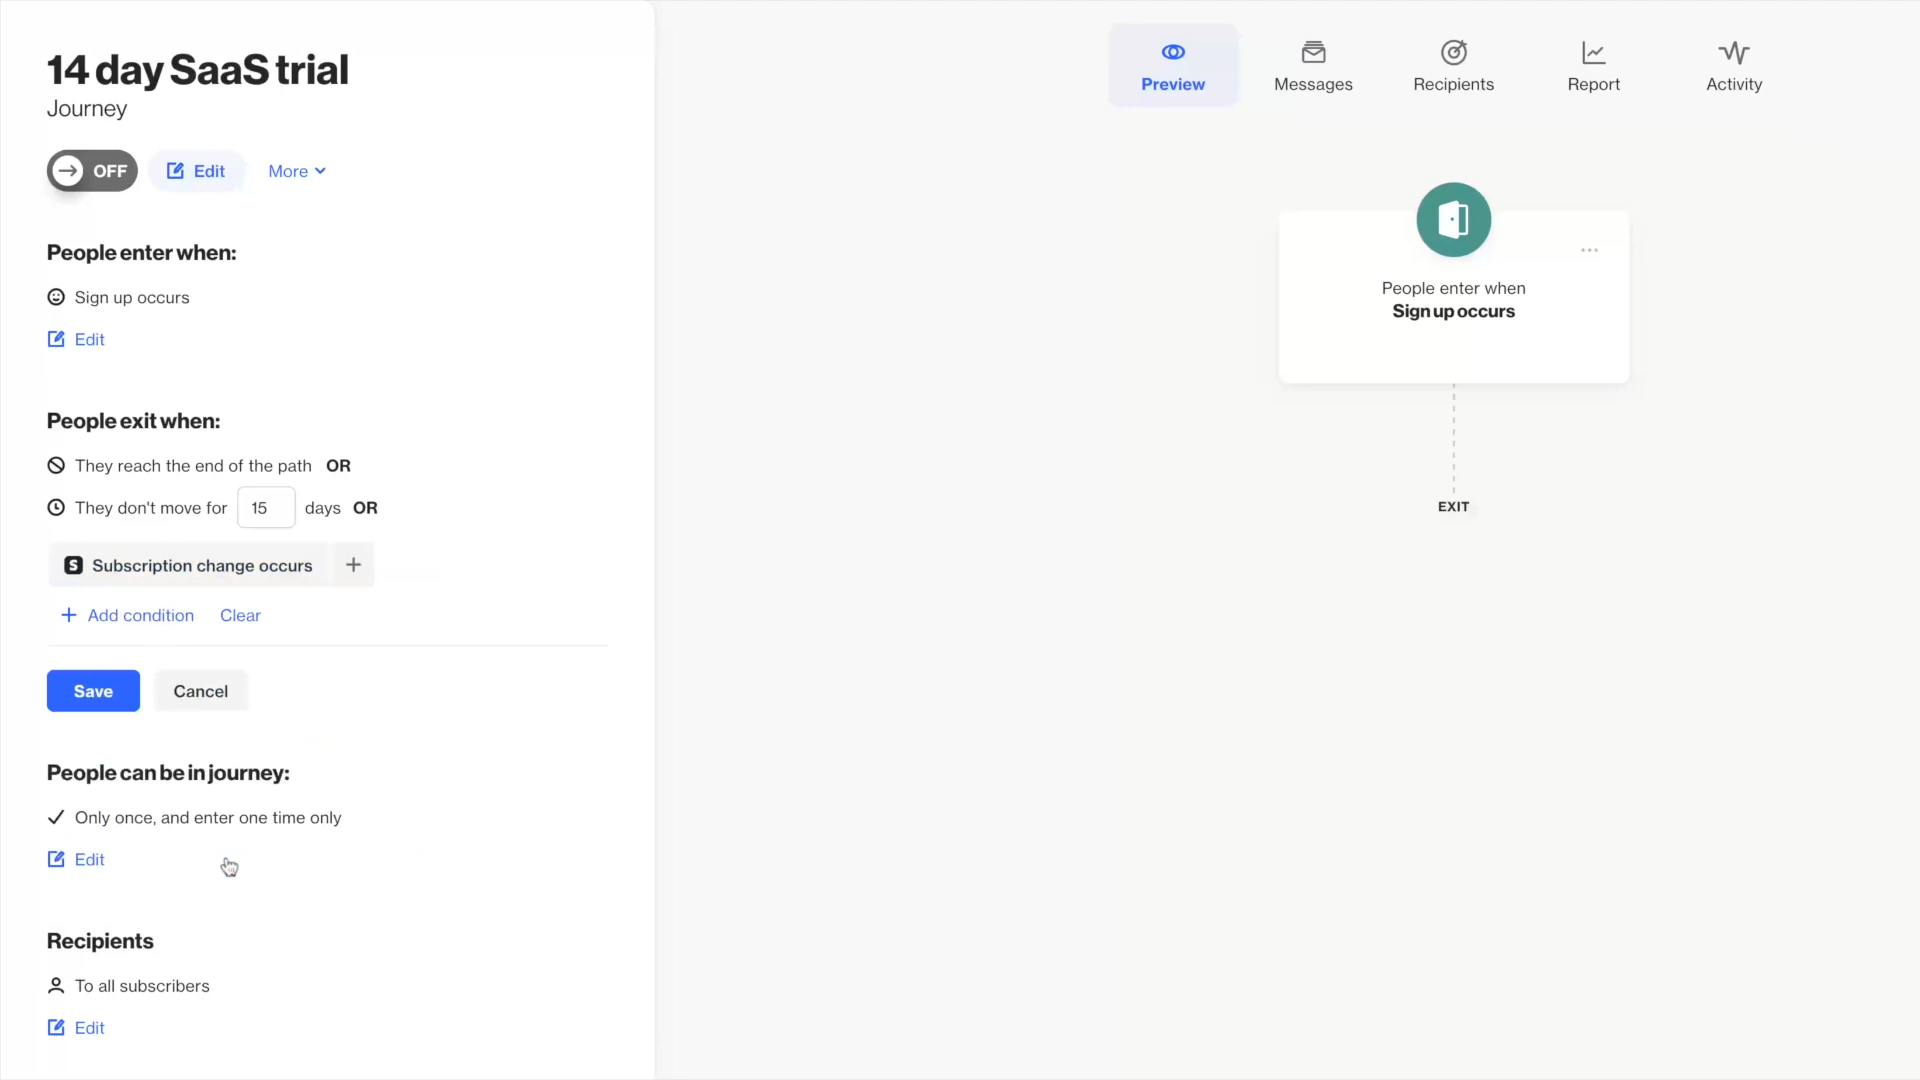 14 day SaaS trial
Journey
OFF
Edit
More
People enter when:
Sign up occurs
Edit
People exit when:
They reach the end of the path OR
They don't move for 15 days OR
S Subscription change occurs +
+ Add condition Clear
Save
Cancel
People can be in journey:
Only once, and enter one time only
Edit
Recipients
To all subscribers
Edit
Preview
Messages
Recipients
Report
Activity
People enter when
Sign up occurs
EXIT